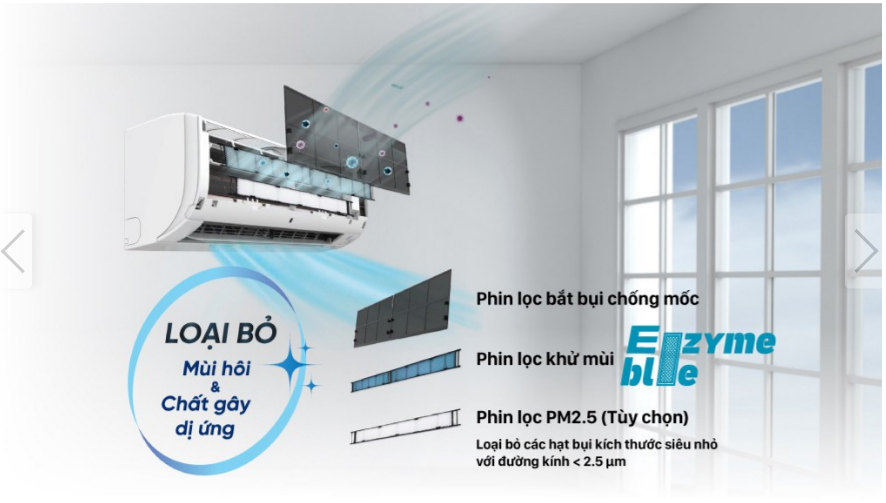 LOẠI BỎ
Mùi hôi
&
Chất gây
dị ứng
Phin lọc bắt bụi chống mốc
Phin lọc khử mùi
Enzyme
blue
Phin lọc PM2.5 (Tùy chọn)
Loại bỏ các hạt bụi kích thước siêu nhỏ
với đường kính < 2.5 µm